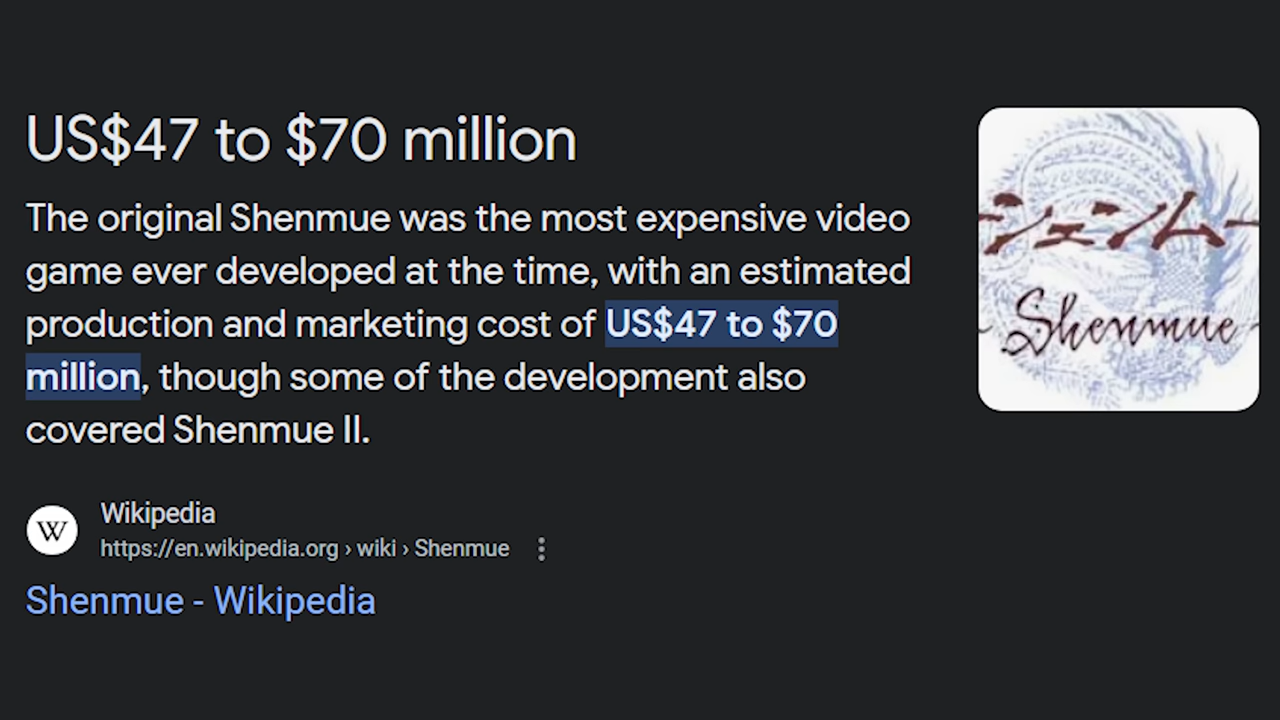 US$47 to $70 million
The original Shenmue was the most expensive video
game ever developed at the time, with an estimated
production and marketing cost of US$47 to $70
million, though some of the development also
covered Shenmue II.
シェンムー
Shenmue
W
Wikipedia
https://en.wikipedia.org › wiki › Shenmue
Shenmue - Wikipedia